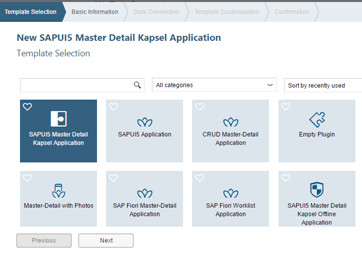 Template Selection Basic Information Data Connection Template Customization Confirmation
New SAPUI5 Master Detail Kapsel Application
Template Selection
All categories Sort by recently used
SAPUI5 Master Detail
Kapsel Application
SAPUI5 Application
CRUD Master-Detail
Application
Empty Plugin
Master-Detail with Photos
SAP Fiori Master-Detail
Application
SAP Fiori Worklist
Application
SAPUI5 Master Detail
Kapsel Offline
Application
Previous Next